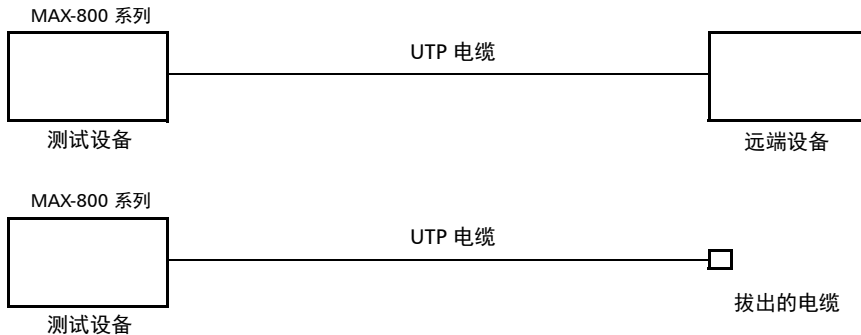 MAX-800 系列
UTP 电缆
测试设备
远端设备
MAX-800 系列
UTP 电缆
拔出的电缆
测试设备